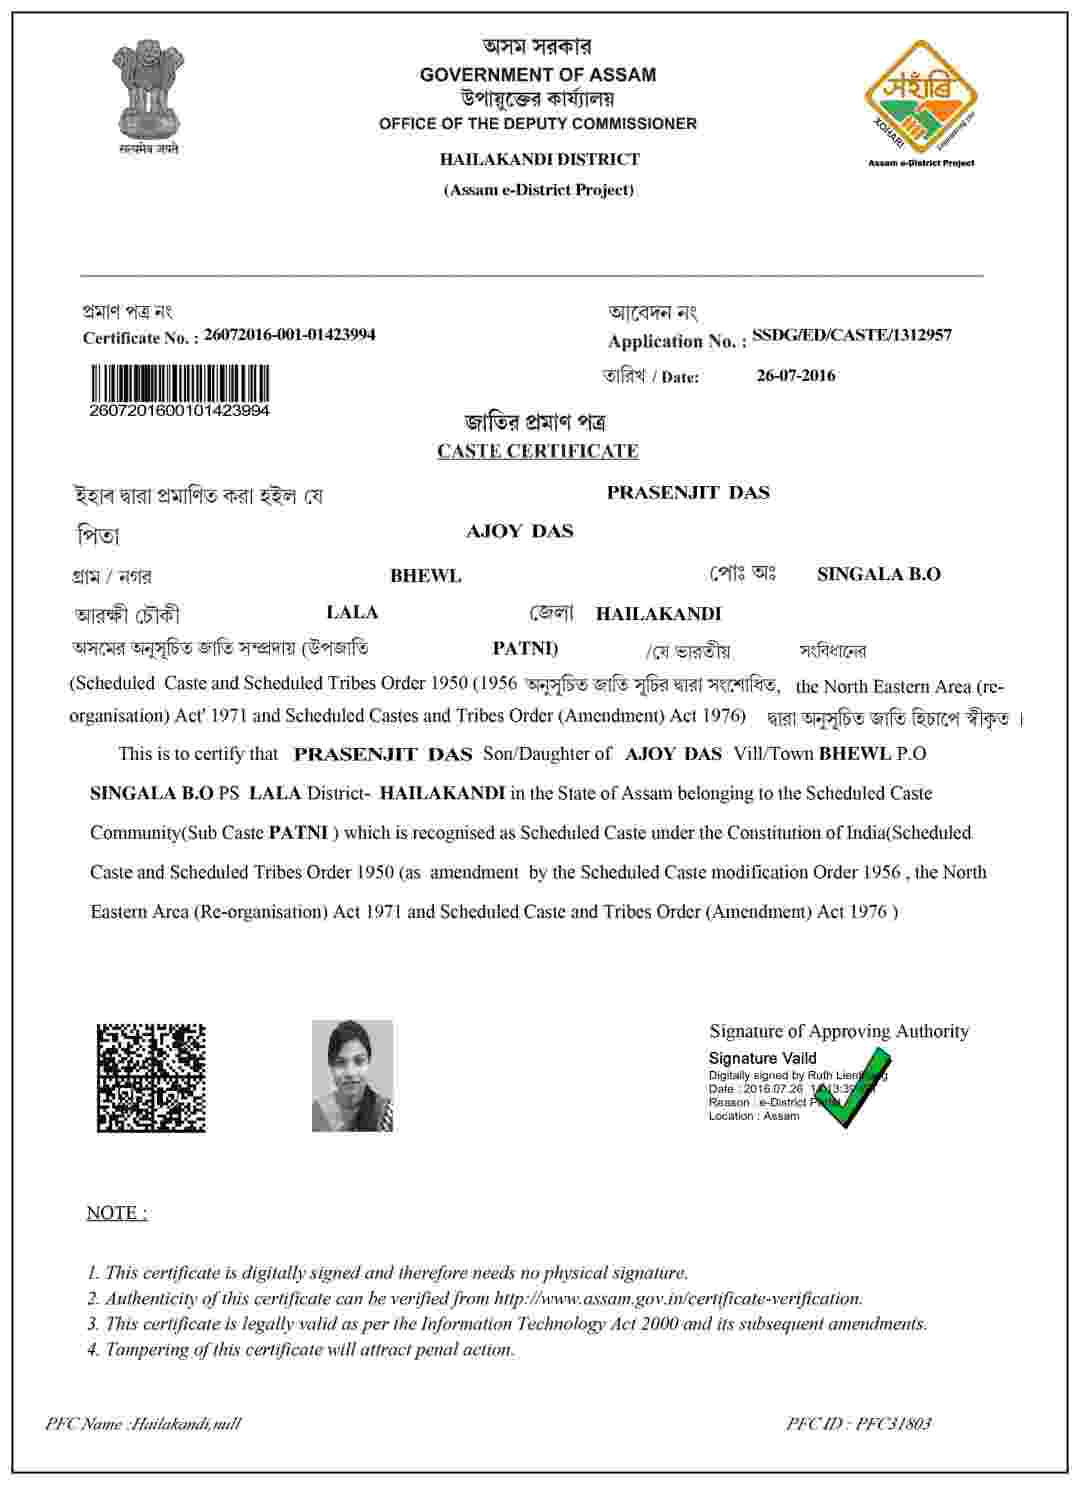 অসম সরকার
GOVERNMENT OF ASSAM
উপায়ুক্তের কার্য্যালয়
OFFICE OF THE DEPUTY COMMISSIONER
HAILAKANDI DISTRICT
(Assam e-District Project)
सत्यमेव जयते
সহাঁৰি
XOHARI
Assam e-District Project
প্রমাণ পত্র নং
Certificate No. : 26072016-001-01423994
আবেদন নং
Application No. : SSDG/ED/CASTE/1312957
2607201600101423994
তারিখ / Date: 26-07-2016
জাতির প্রমাণ পত্র
CASTE CERTIFICATE
ইহাৰ দ্বারা প্রমাণিত করা হইল যে PRASENJIT DAS
পিতা AJOY DAS
গ্রাম / নগর BHEWL পোঃ অঃ SINGALA B.O
আরক্ষী চৌকী LALA জেলা HAILAKANDI
অসমের অনুসূচিত জাতি সম্প্রদায় (উপজাতি PATNI) /যে ভারতীয় সংবিধানের
(Scheduled Caste and Scheduled Tribes Order 1950 (1956 অনুসূচিত জাতি সূচির দ্বারা সংশোধিত, the North Eastern Area (re-
organisation) Act' 1971 and Scheduled Castes and Tribes Order (Amendment) Act 1976) দ্বারা অনুসূচিত জাতি হিচাপে স্বীকৃত ।
This is to certify that PRASENJIT DAS Son/Daughter of AJOY DAS Vill/Town BHEWL P.O
SINGALA B.O PS LALA District- HAILAKANDI in the State of Assam belonging to the Scheduled Caste
Community(Sub Caste PATNI ) which is recognised as Scheduled Caste under the Constitution of India(Scheduled
Caste and Scheduled Tribes Order 1950 (as amendment by the Scheduled Caste modification Order 1956 , the North
Eastern Area (Re-organisation) Act 1971 and Scheduled Caste and Tribes Order (Amendment) Act 1976 )
Signature of Approving Authority
Signature Vaild
Digitally signed by Ruth
Date : 2016.07.26
Reason : e-District
Location : Assam
NOTE :
1. This certificate is digitally signed and therefore needs no physical signature.
2. Authenticity of this certificate can be verified from http://www.assam.gov.in/certificate-verification.
3. This certificate is legally valid as per the Information Technology Act 2000 and its subsequent amendments.
4. Tampering of this certificate will attract penal action.
PFC Name :Hailakandi,null
PFC ID : PFC31803